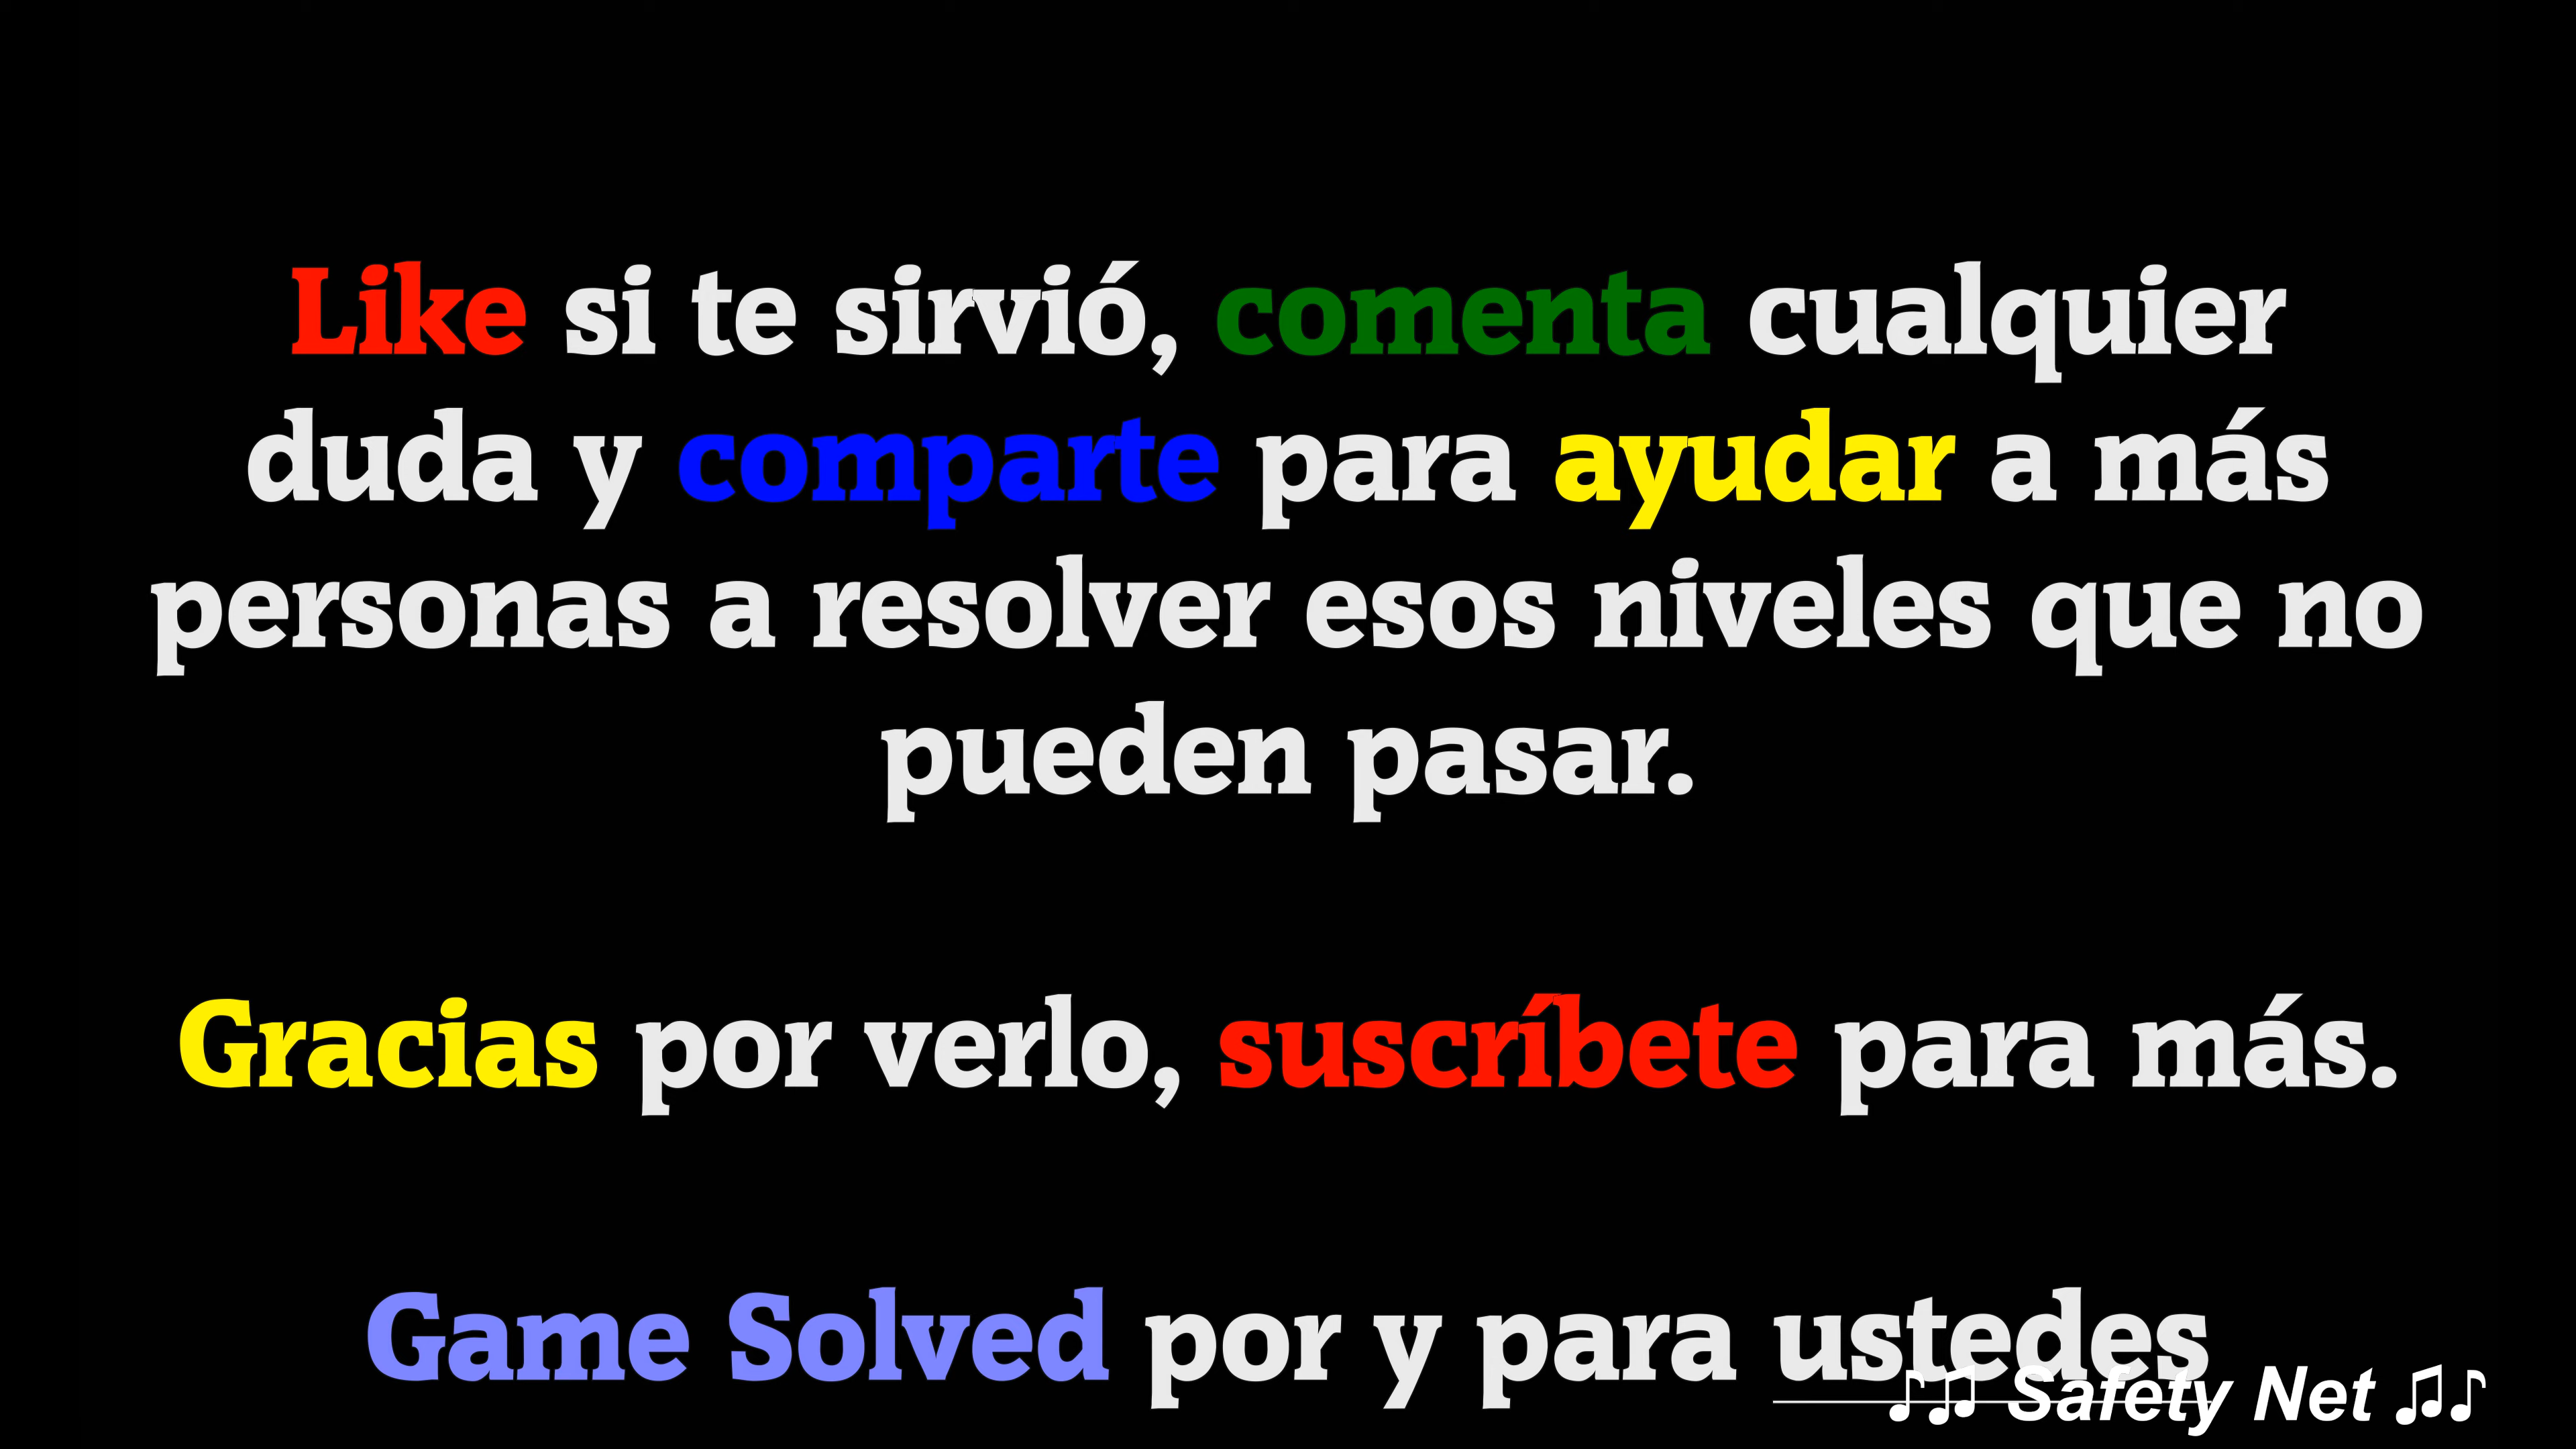 Like si te sirvió, comenta cualquier
duda y comparte para ayudar a más
personas a resolver esos niveles que no
pueden pasar.
Gracias por verlo, suscríbete para más.
Game Solved por y para ustedes
♪♫ Safety Net ♫♪